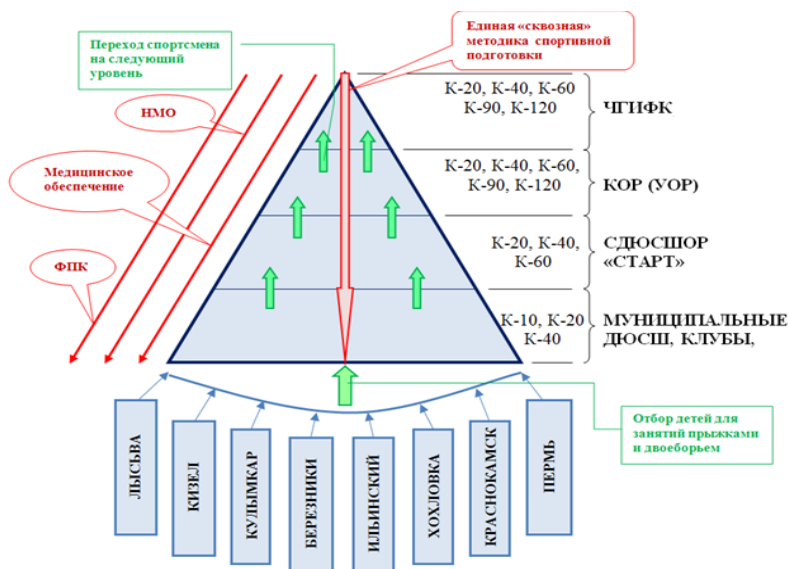 Переход спортсмена
на следующий
уровень
Единая «сквозная»
методика спортивной
подготовки
НМО
Медицинское
обеспечение
ФПК
К-20, К-40, К-60
К-90, К-120
ЧГИФК
К-20, К-40, К-60,
К-90, К-120
КОР (УОР)
К-20, К-40,
К-60
СДЮСШОР
«СТАРТ»
К-10, К-20
К-40
МУНИЦИПАЛЬНЫЕ
ДЮСШ, КЛУБЫ,
Отбор детей для
занятий прыжками
и двоеборьем
ЛЫСЬВА
КИЗЕЛ
КУДЫМКАР
БЕРЕЗНИКИ
ИЛЬИНСКИЙ
ХОХЛОВКА
КРАСНОКАМСК
ПЕРМЬ